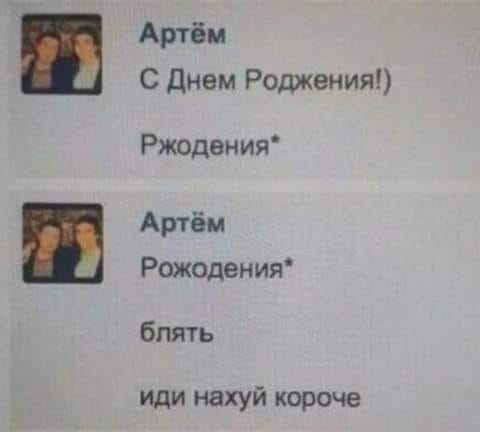 Артём
С Днем Роджения!)
Ржодения*
Артём
Рожодения*
блять
иди нахуй короче